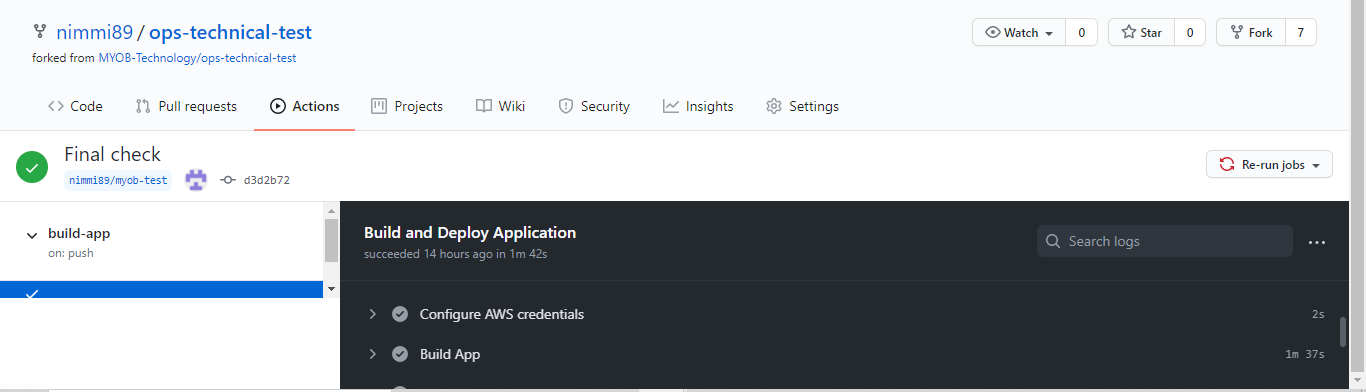 nimmi89 / ops-technical-test
Watch 0 Star 0 Fork 7
forked from MYOB-Technology/ops-technical-test
Code Pull requests Actions Projects Wiki Security Insights Settings
Final check
nimmi89/myob-test d3d2b72
Re-run jobs
build-app
on: push
Build and Deploy Application
succeeded 14 hours ago in 1m 42s
Search logs
Configure AWS credentials 2s
Build App 1m 37s